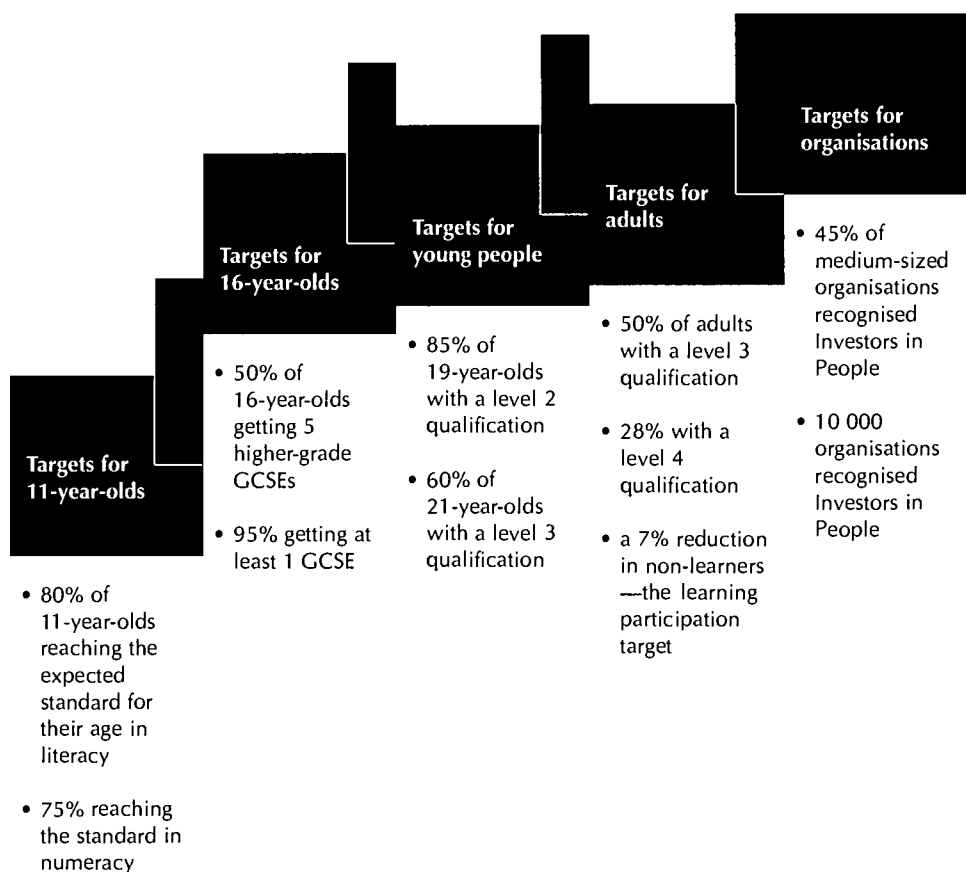 Targets for
11-year-olds
• 80% of
11-year-olds
reaching the
expected
standard for
their age in
literacy
• 75% reaching
the standard in
numeracy
Targets for
16-year-olds
• 50% of
16-year-olds
getting 5
higher-grade
GCSEs
• 95% getting at
least 1 GCSE
Targets for
young people
• 85% of
19-year-olds
with a level 2
qualification
• 60% of
21-year-olds
with a level 3
qualification
Targets for
adults
• 50% of adults
with a level 3
qualification
• 28% with a
level 4
qualification
• a 7% reduction
in non-learners
—the learning
participation
target
Targets for
organisations
• 45% of
medium-sized
organisations
recognised
Investors in
People
• 10 000
organisations
recognised
Investors in
People